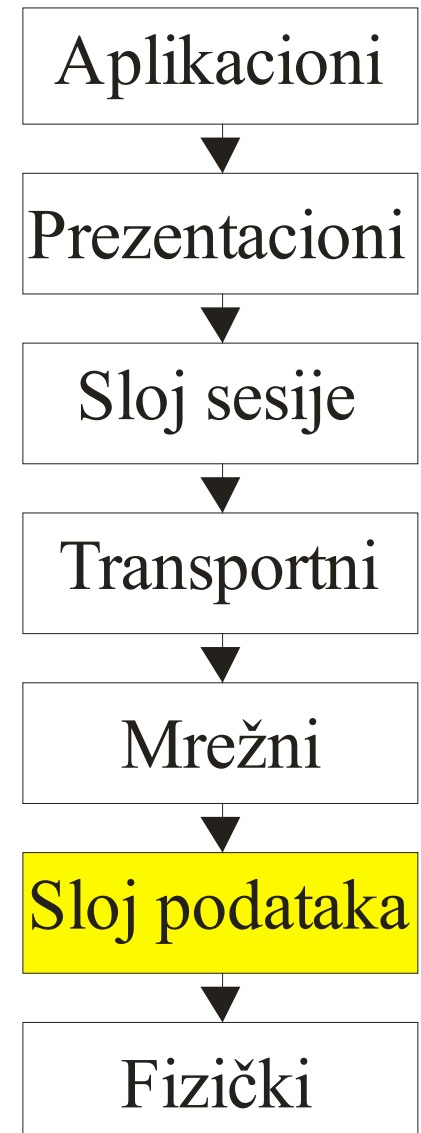 Aplikacioni
Prezentacioni
Sloj sesije
Transportni
Mrežni
Sloj podataka
Fizički